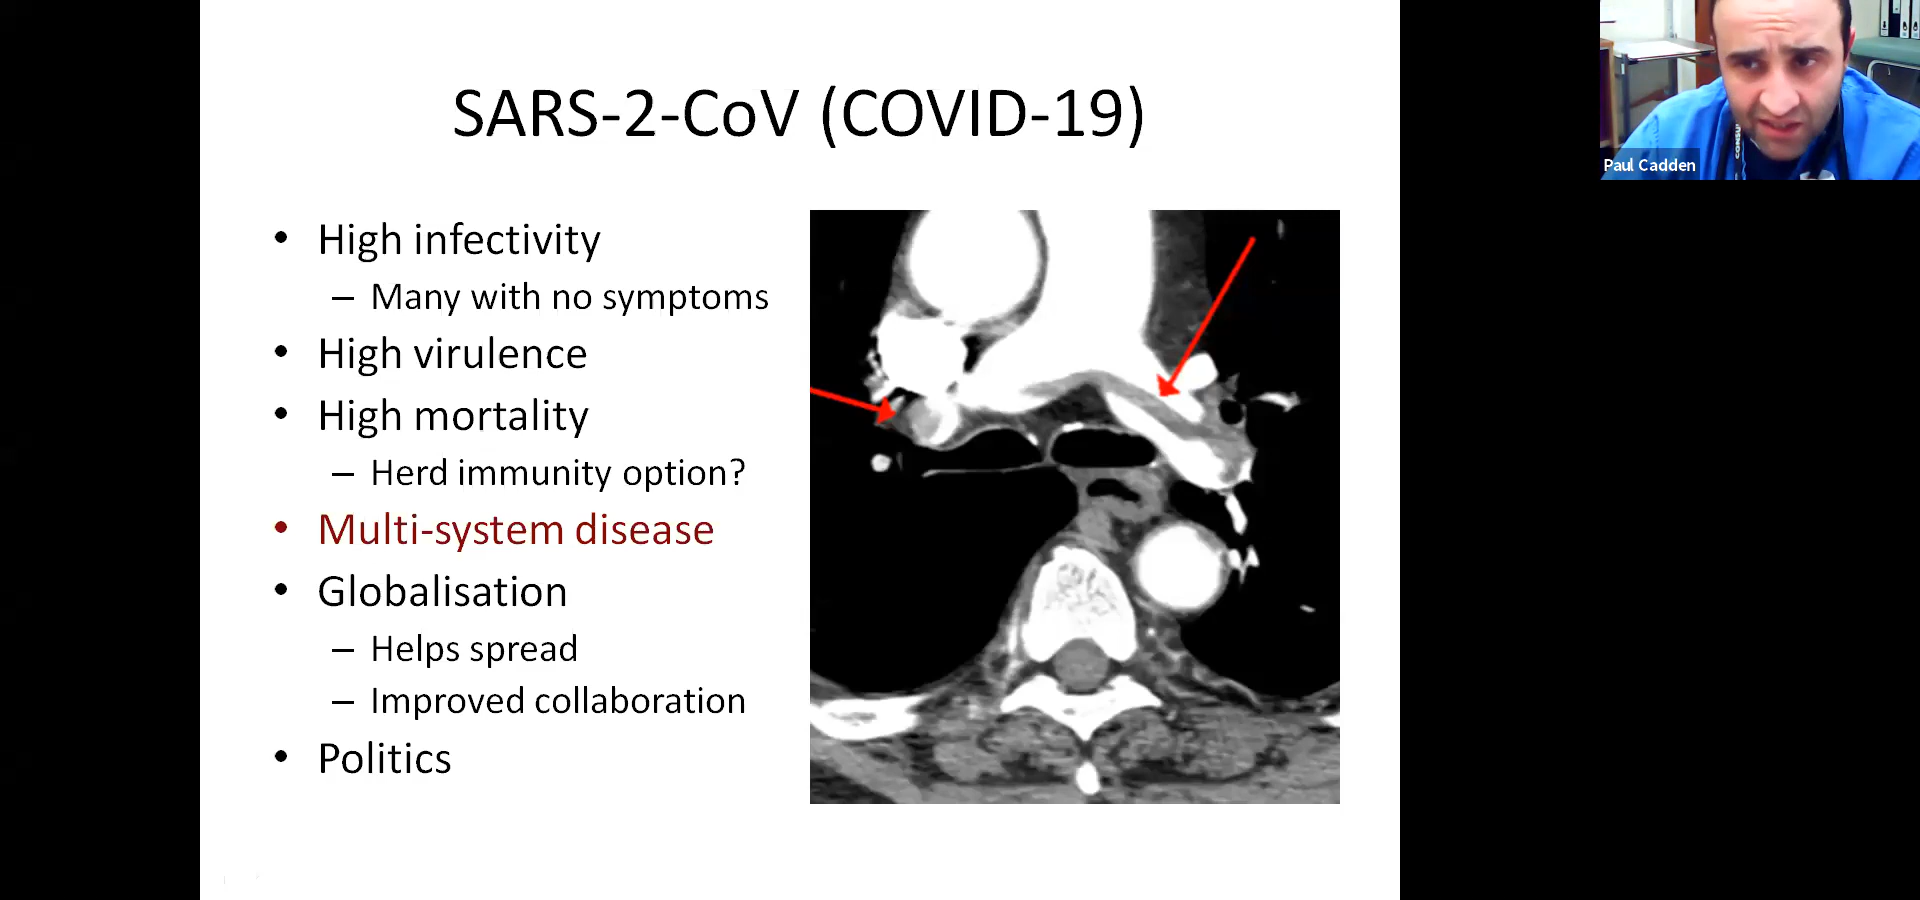 SARS-2-CoV (COVID-19)
• High infectivity
– Many with no symptoms
• High virulence
• High mortality
– Herd immunity option?
• Multi-system disease
• Globalisation
– Helps spread
– Improved collaboration
• Politics
Paul Cadden